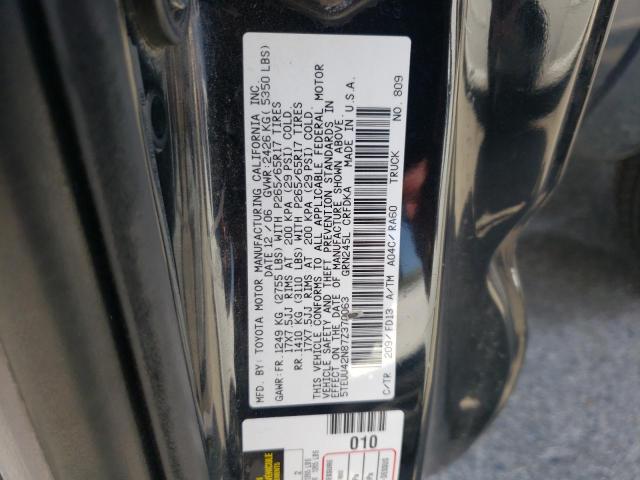 MFD. BY: TOYOTA MOTOR MANUFACTURING CALIFORNIA, INC.
DATE 12/06 GVWR: 2426 KG ( 5350 LBS)
GAWR: FR. 1249 KG (2755 LBS) WITH P265/65R17 TIRES
17X7.5JJ RIMS AT 200 KPA (29 PSI) COLD
RR. 1410 KG (3110 LBS) WITH P265/65R17 TIRES
17X7.5JJ RIMS AT 200 KPA (29 PSI) COLD
THIS VEHICLE CONFORMS TO ALL APPLICABLE FEDERAL MOTOR
VEHICLE SAFETY AND THEFT PREVENTION STANDARDS IN
EFFECT ON THE DATE OF MANUFACTURE SHOWN ABOVE
5TEUU42N87Z370063 GRN245L CRFDKA MADE IN U.S.A.
C/TR 209/FD13 A/TM A04C/RA60 TRUCK NO. 809
010